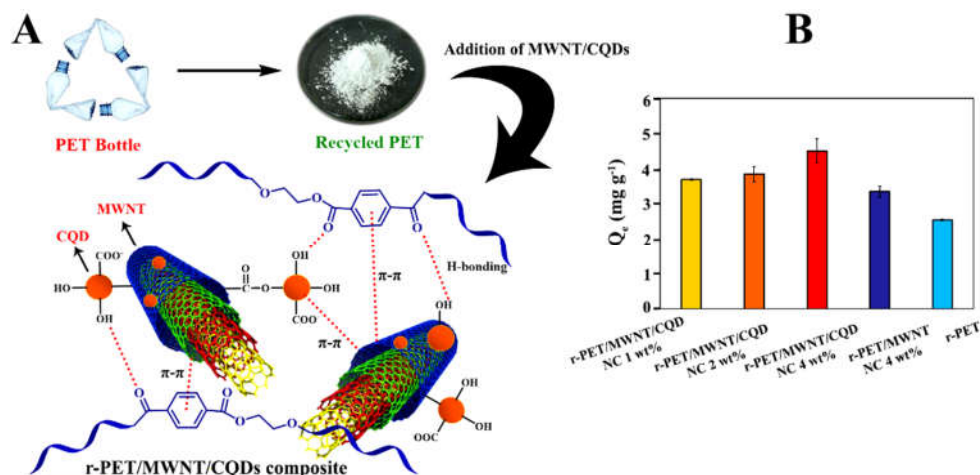 A
PET Bottle
Recycled PET
Addition of MWNT/CQDs
MWNT
CQD
COO⁻
HO
OH
O
C
O
OH
OH
COO
O
O
O
O
H-bonding
π-π
π-π
π-π
OH
O
O
O
O
OH
OH
OOC
r-PET/MWNT/CQDs composite
B
Qe (mg g⁻¹)
6
5
4
3
2
1
0
r-PET/MWNT/CQD
NC 1 wt%
r-PET/MWNT/CQD
NC 2 wt%
r-PET/MWNT/CQD
NC 4 wt%
r-PET/MWNT
NC 4 wt%
r-PET